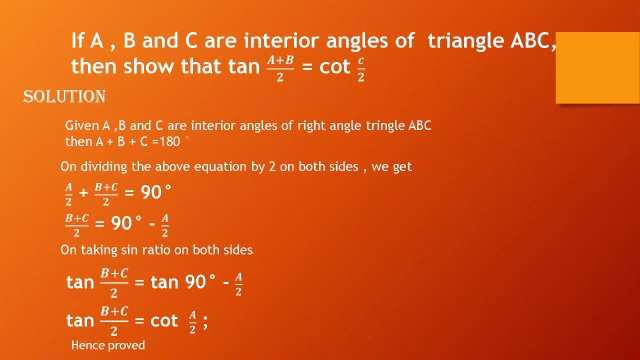 If A , B and C are interior angles of triangle ABC,
then show that tan (A+B)/2 = cot c/2
SOLUTION
Given A ,B and C are interior angles of right angle tringle ABC
then A + B + C =180 °
On dividing the above equation by 2 on both sides , we get
A/2 + (B+C)/2 = 90°
(B+C)/2 = 90° - A/2
On taking sin ratio on both sides
tan (B+C)/2 = tan 90° - A/2
tan (B+C)/2 = cot A/2 ;
Hence proved